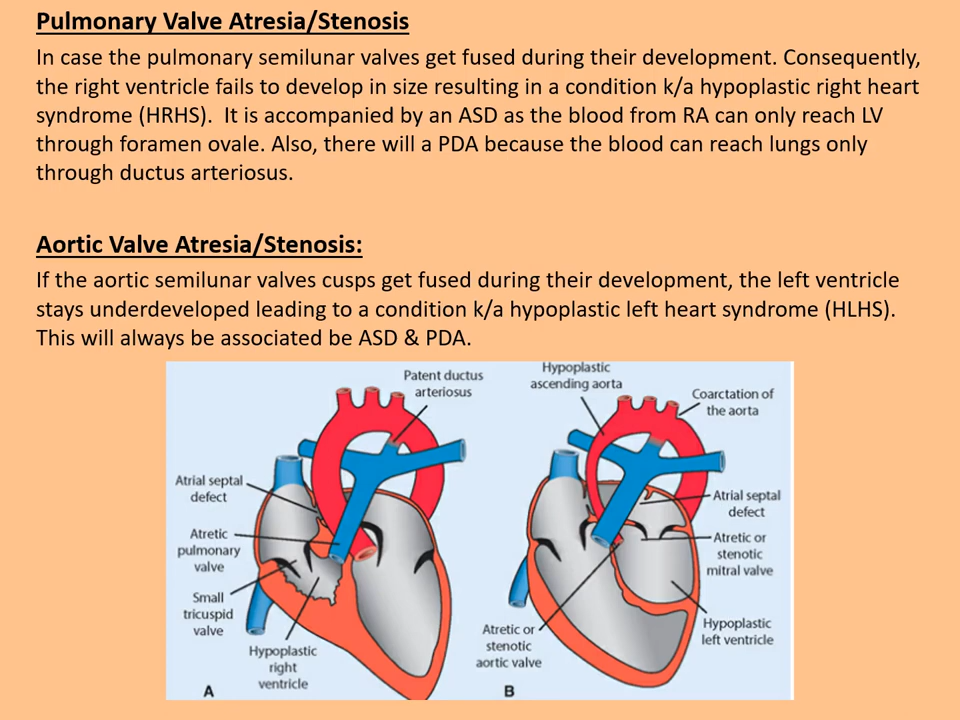 Pulmonary Valve Atresia/Stenosis
In case the pulmonary semilunar valves get fused during their development. Consequently,
the right ventricle fails to develop in size resulting in a condition k/a hypoplastic right heart
syndrome (HRHS).  It is accompanied by an ASD as the blood from RA can only reach LV
through foramen ovale. Also, there will a PDA because the blood can reach lungs only
through ductus arteriosus.
Aortic Valve Atresia/Stenosis:
If the aortic semilunar valves cusps get fused during their development, the left ventricle
stays underdeveloped leading to a condition k/a hypoplastic left heart syndrome (HLHS).
This will always be associated be ASD & PDA.
Patent ductus
arteriosus
Atrial septal
defect
Atretic
pulmonary
valve
Small
tricuspid
valve
Hypoplastic
right
ventricle
A
Hypoplastic
ascending aorta
Coarctation of
the aorta
Atrial septal
defect
Atretic or
stenotic
mitral valve
Hypoplastic
left ventricle
Atretic or
stenotic
aortic valve
B